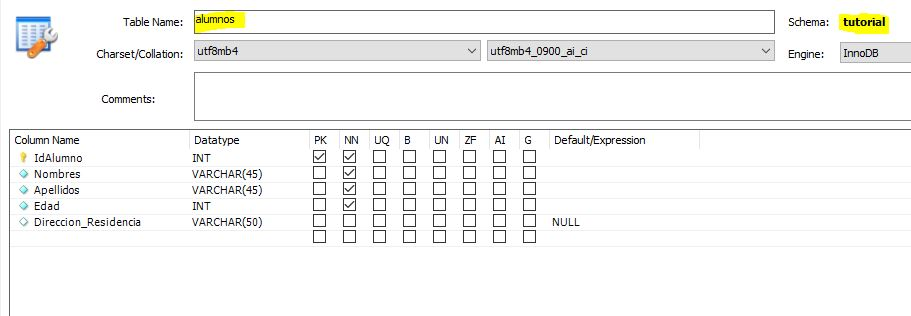 Table Name: alumnos Schema: tutorial
Charset/Collation: utf8mb4 utf8mb4_0900_ai_ci Engine: InnoDB
Comments:
Column Name Datatype PK NN UQ B UN ZF AI G Default/Expression
IdAlumno INT
Nombres VARCHAR(45)
Apellidos VARCHAR(45)
Edad INT
Direccion_Residencia VARCHAR(50) NULL